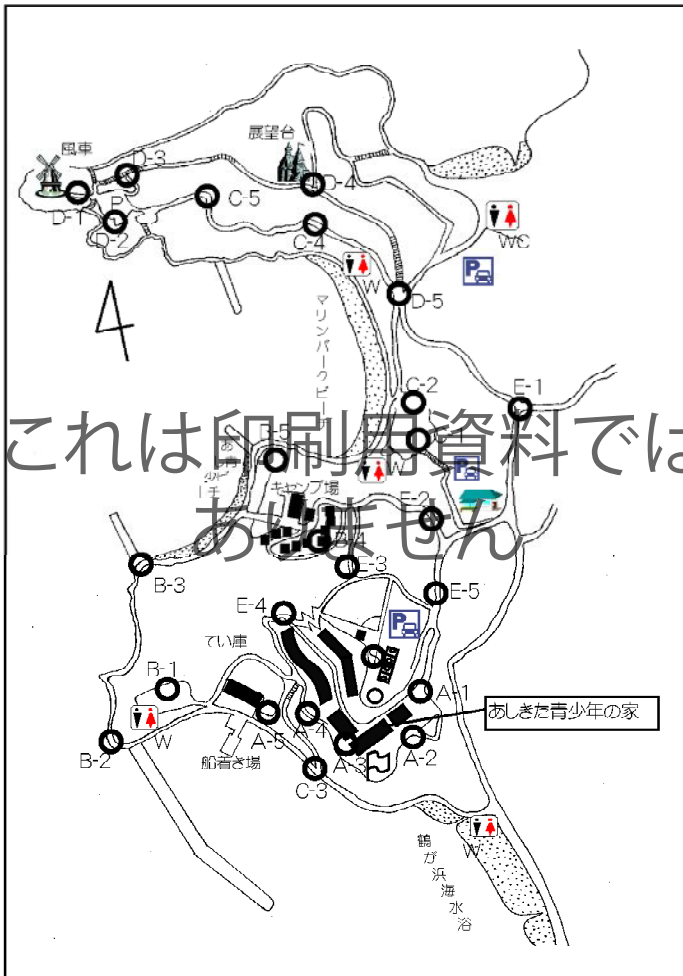 展望台
風車
D-3
D-4
C-5
P
D-1
D-2
C-4
WC
W
P
D-5
マリンパークビーチ
C-2
E-1
これは印刷用資料では
ありません
W
P
キャンプ場
E-2
B-4
E-3
B-3
E-5
E-4
P
てい庫
B-1
A-1
あしきた青少年の家
W
A-5
A-4
A-2
B-2
船着き場
A-3
C-3
W
鶴が浜海水浴